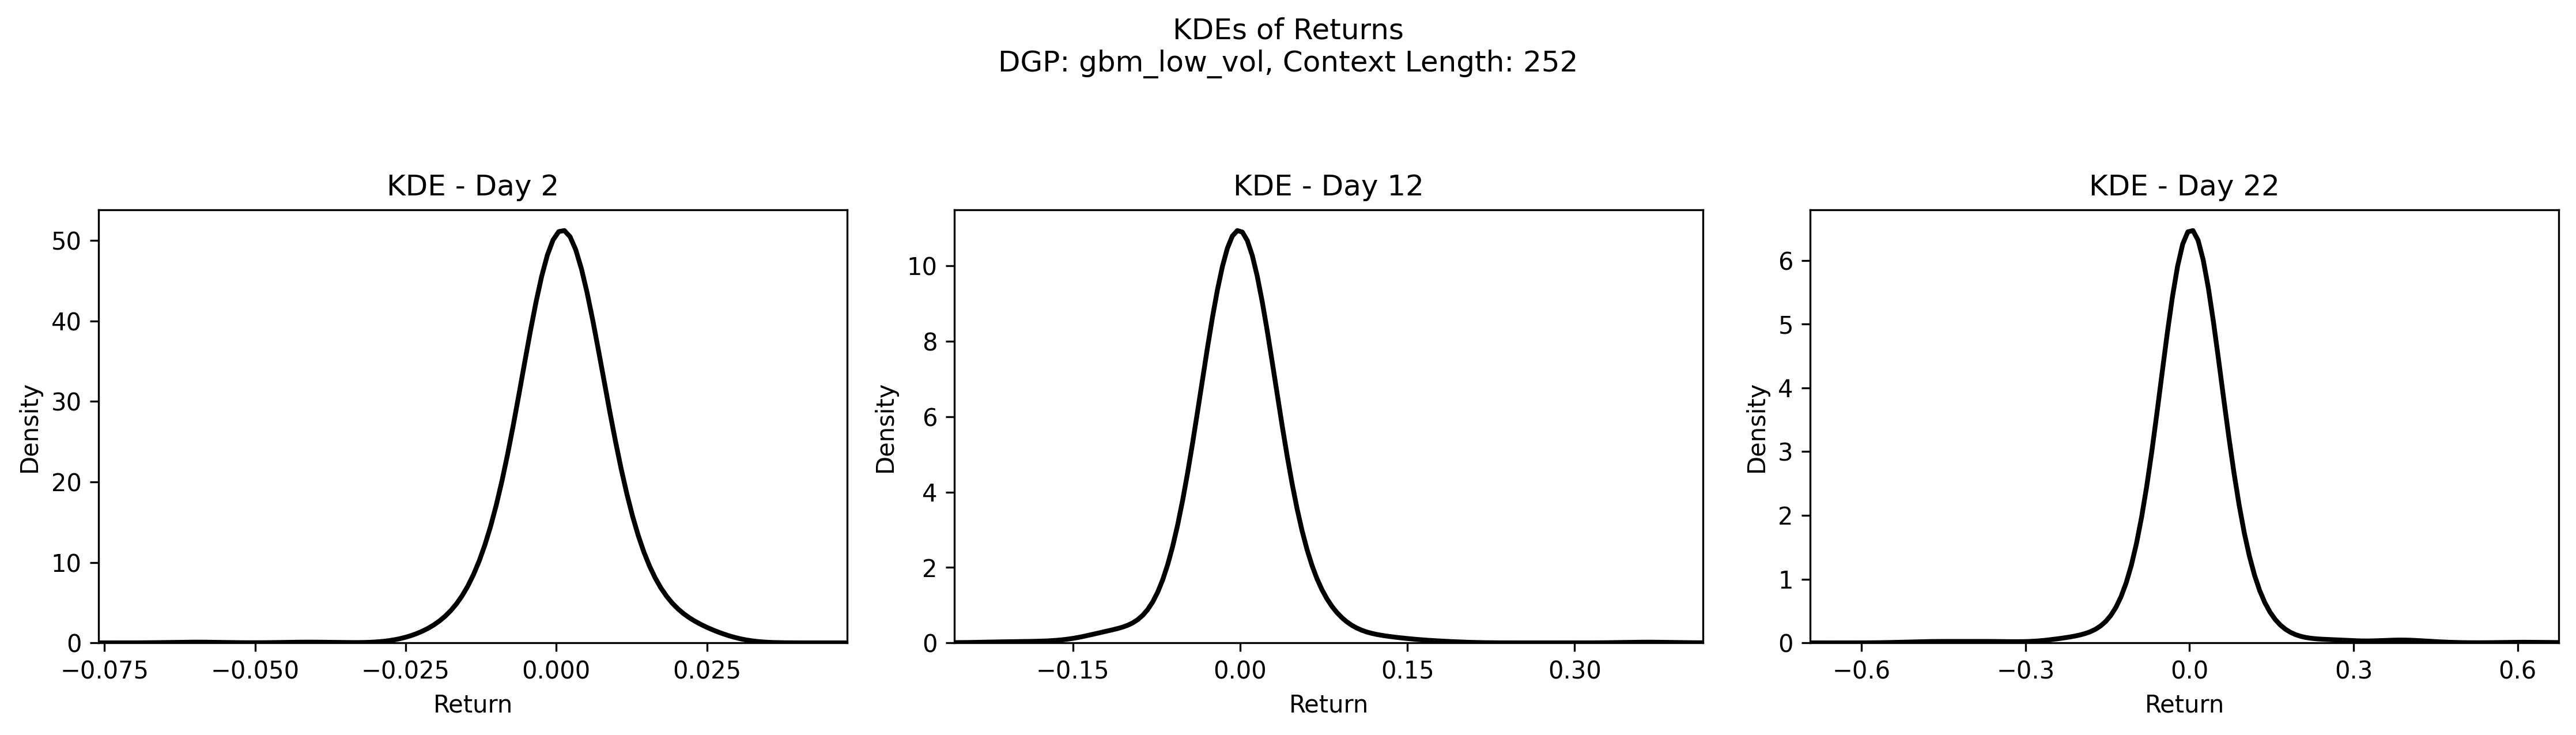 KDEs of Returns
DGP: gbm_low_vol, Context Length: 252
KDE - Day 2
50
40
30
20
10
0
Density
−0.075 −0.050 −0.025 0.000 0.025
Return
KDE - Day 12
10
8
6
4
2
0
Density
−0.15 0.00 0.15 0.30
Return
KDE - Day 22
6
5
4
3
2
1
0
Density
−0.6 −0.3 0.0 0.3 0.6
Return